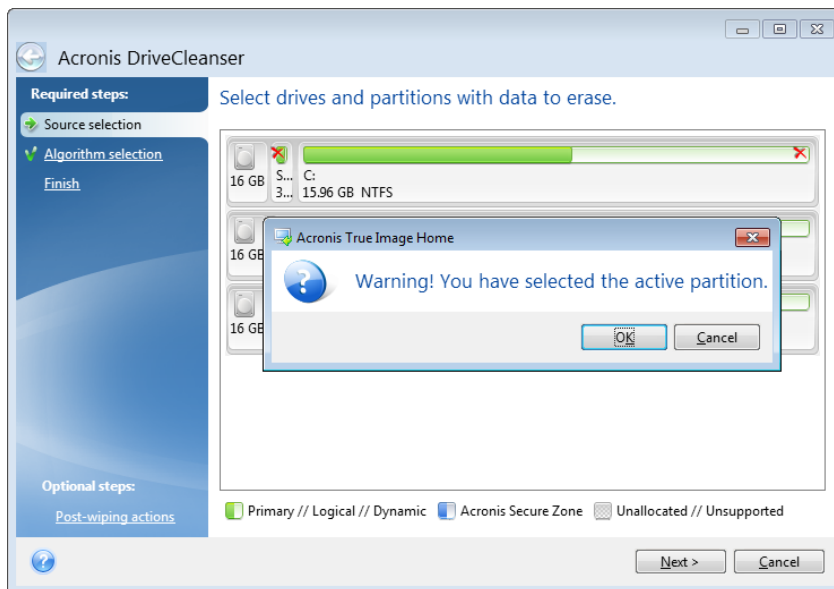 Acronis DriveCleanser
Required steps:
Source selection
Algorithm selection
Finish
Optional steps:
Post-wiping actions
Select drives and partitions with data to erase.
16 GB
S...
3...
C:
15.96 GB NTFS
16 GB
16 GB
Acronis True Image Home
Warning! You have selected the active partition.
OK
Cancel
Primary // Logical // Dynamic
Acronis Secure Zone
Unallocated // Unsupported
Next >
Cancel